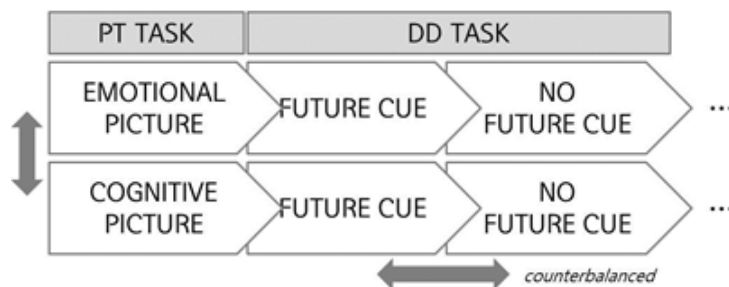 PT TASK DD TASK
EMOTIONAL PICTURE FUTURE CUE NO FUTURE CUE ...
COGNITIVE PICTURE FUTURE CUE NO FUTURE CUE ...
counterbalanced